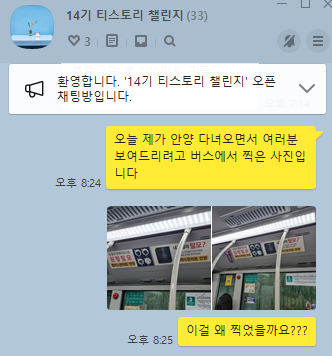 14기 티스토리 챌린지 (33)
3
환영합니다. '14기 티스토리 챌린지' 오픈
채팅방입니다.
오늘 제가 안양 다녀오면서 여러분
보여드리려고 버스에서 찍은 사진입
니다
오후 8:24
탈모?
탈모?
이걸 왜 찍었을까요???
오후 8:25